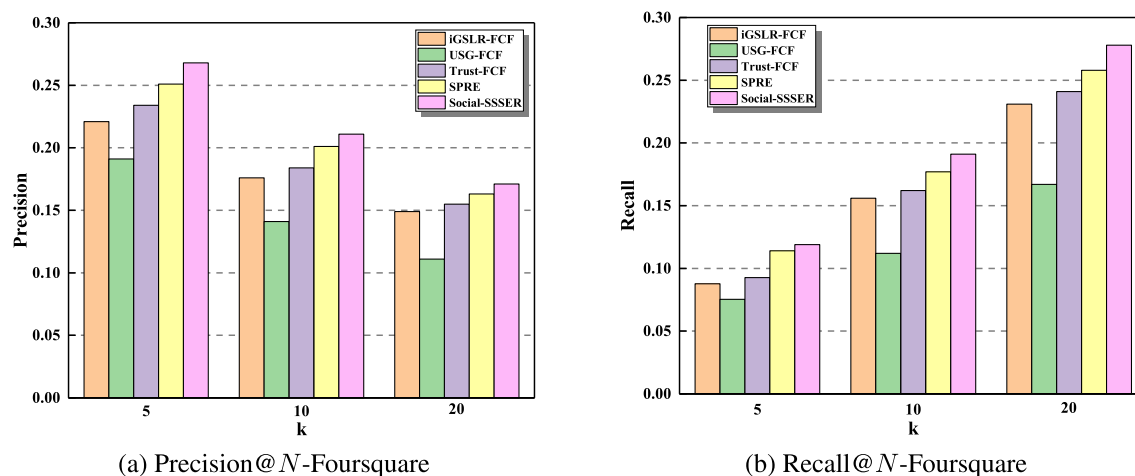 0.30
0.25
0.20
0.15
0.10
0.05
0.00
Precision
iGSLR-FCF
USG-FCF
Trust-FCF
SPRE
Social-SSSER
5
10
20
k
(a) Precision@N-Foursquare
0.30
0.25
0.20
0.15
0.10
0.05
0.00
Recall
iGSLR-FCF
USG-FCF
Trust-FCF
SPRE
Social-SSSER
5
10
20
k
(b) Recall@N-Foursquare